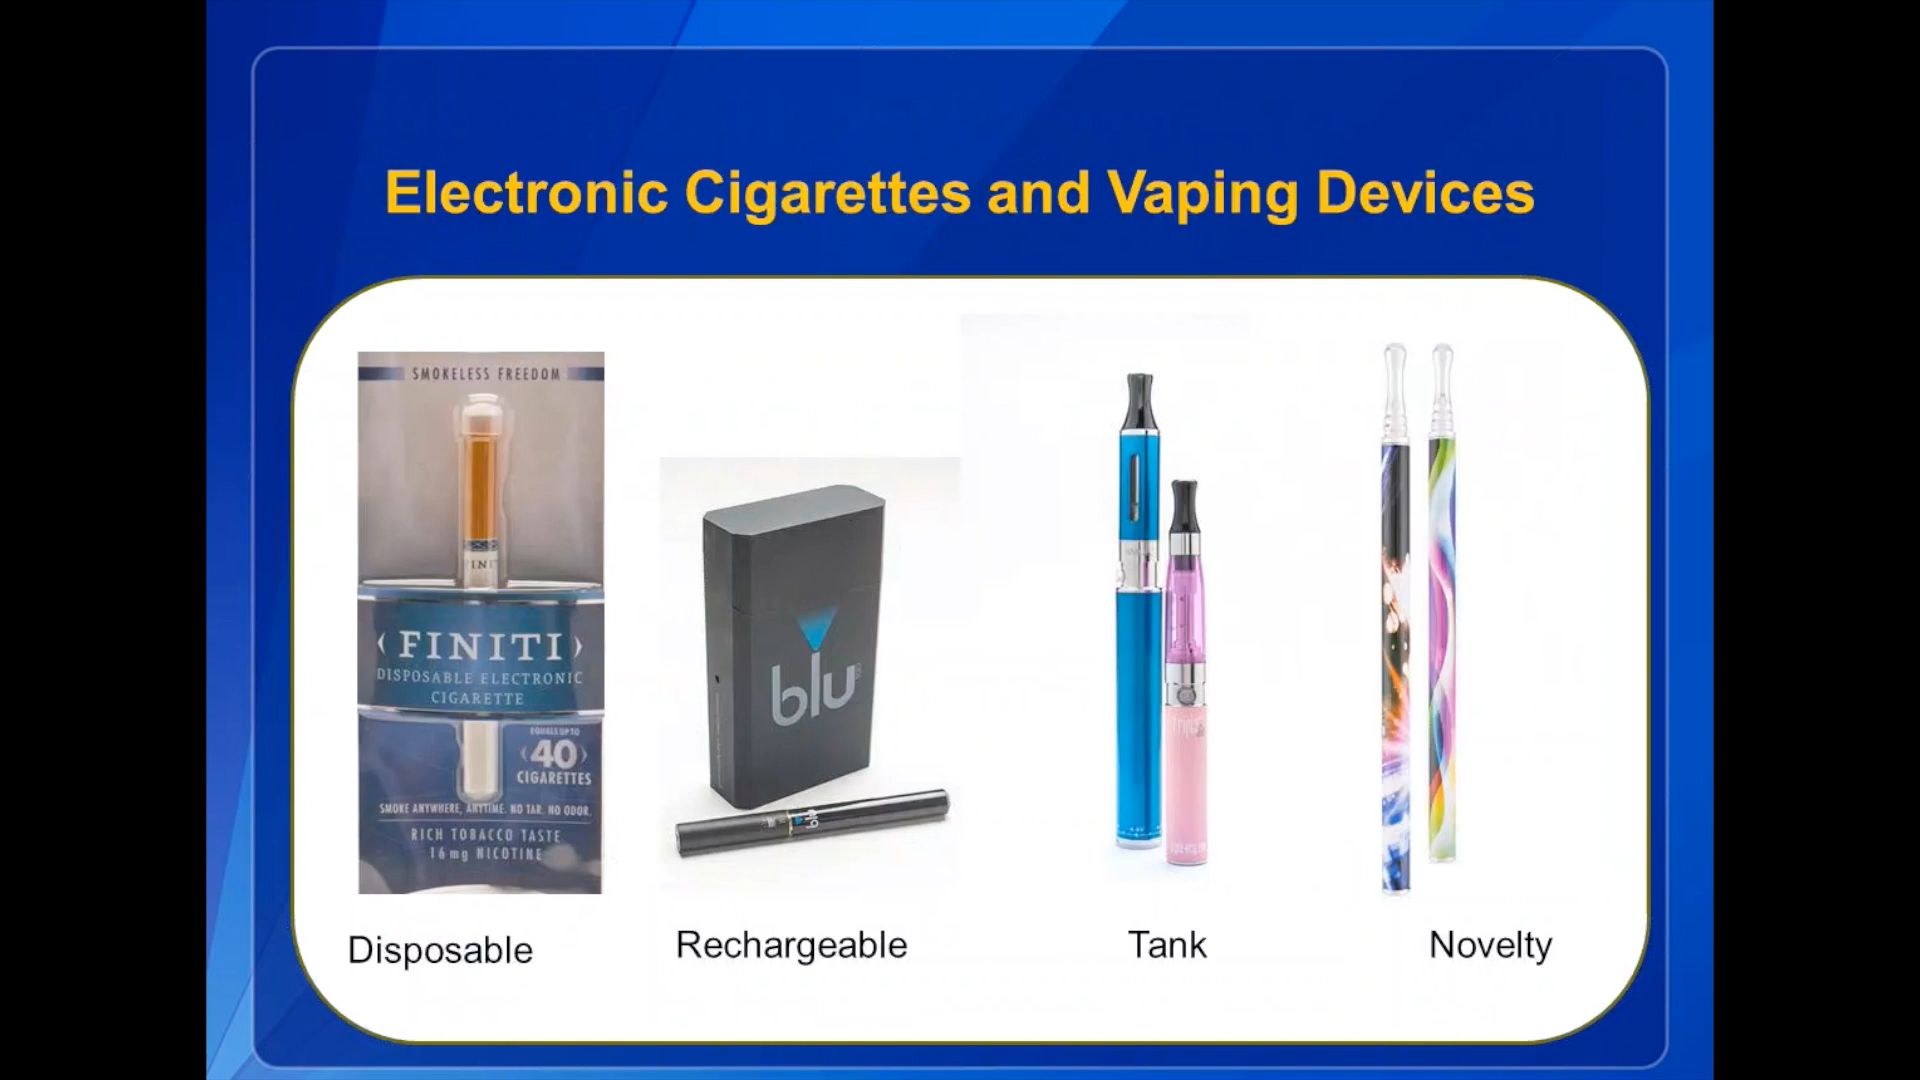 Electronic Cigarettes and Vaping Devices
SMOKELESS FREEDOM
FINITI
DISPOSABLE ELECTRONIC
CIGARETTE
EQUALS UP TO
40
CIGARETTES
SMOKE ANYWHERE, ANYTIME. NO TAR. NO ODOR.
RICH TOBACCO TASTE
16mg NICOTINE
blu
blu
Disposable
Rechargeable
Tank
Novelty